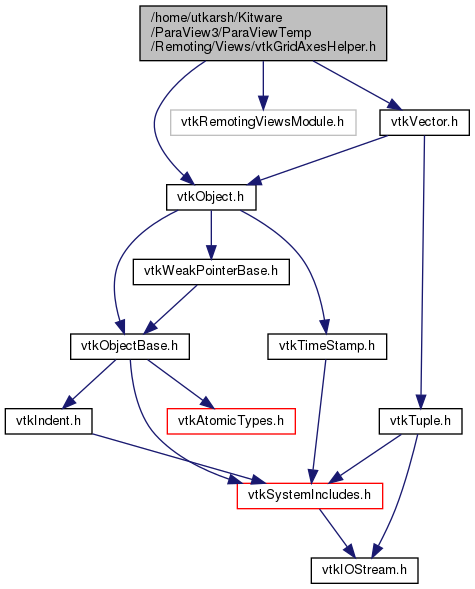 /home/utkarsh/Kitware
/ParaView3/ParaViewTemp
/Remoting/Views/vtkGridAxesHelper.h
vtkRemotingViewsModule.h
vtkVector.h
vtkObject.h
vtkWeakPointerBase.h
vtkObjectBase.h
vtkTimeStamp.h
vtkIndent.h
vtkAtomicTypes.h
vtkTuple.h
vtkSystemIncludes.h
vtkIOStream.h